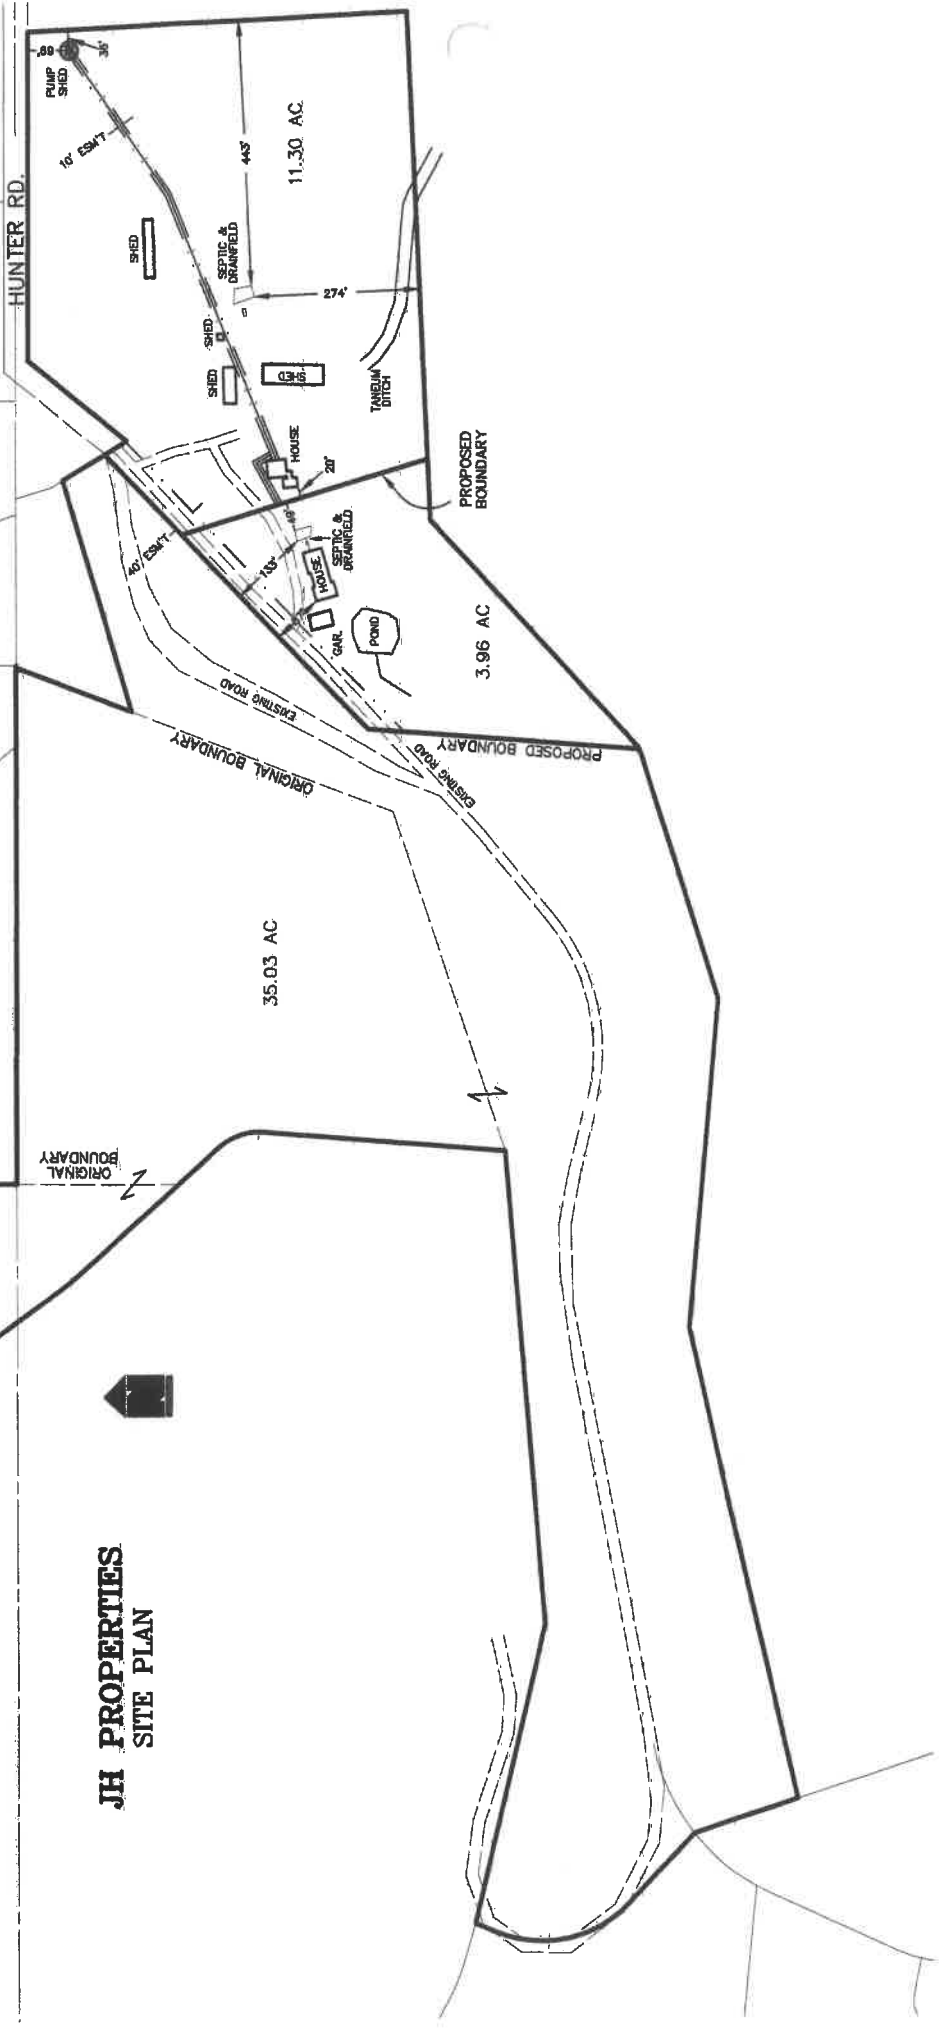 JH PROPERTIES
SITE PLAN
HUNTER RD.
69'
36'
PUMP
SHED
10' ESM'T
443'
11.30 AC
SHED
SEPTIC &
DRAINFIELD
274'
SHED
SHED
SHED
TANEUM
DITCH
HOUSE
20'
PROPOSED
BOUNDARY
40' ESM'T
133'
SEPTIC &
DRAINFIELD
HOUSE
GAR.
POND
3.96 AC
EXISTING ROAD
ORIGINAL BOUNDARY
PROPOSED BOUNDARY
EXISTING ROAD
35.03 AC
ORIGINAL
BOUNDARY